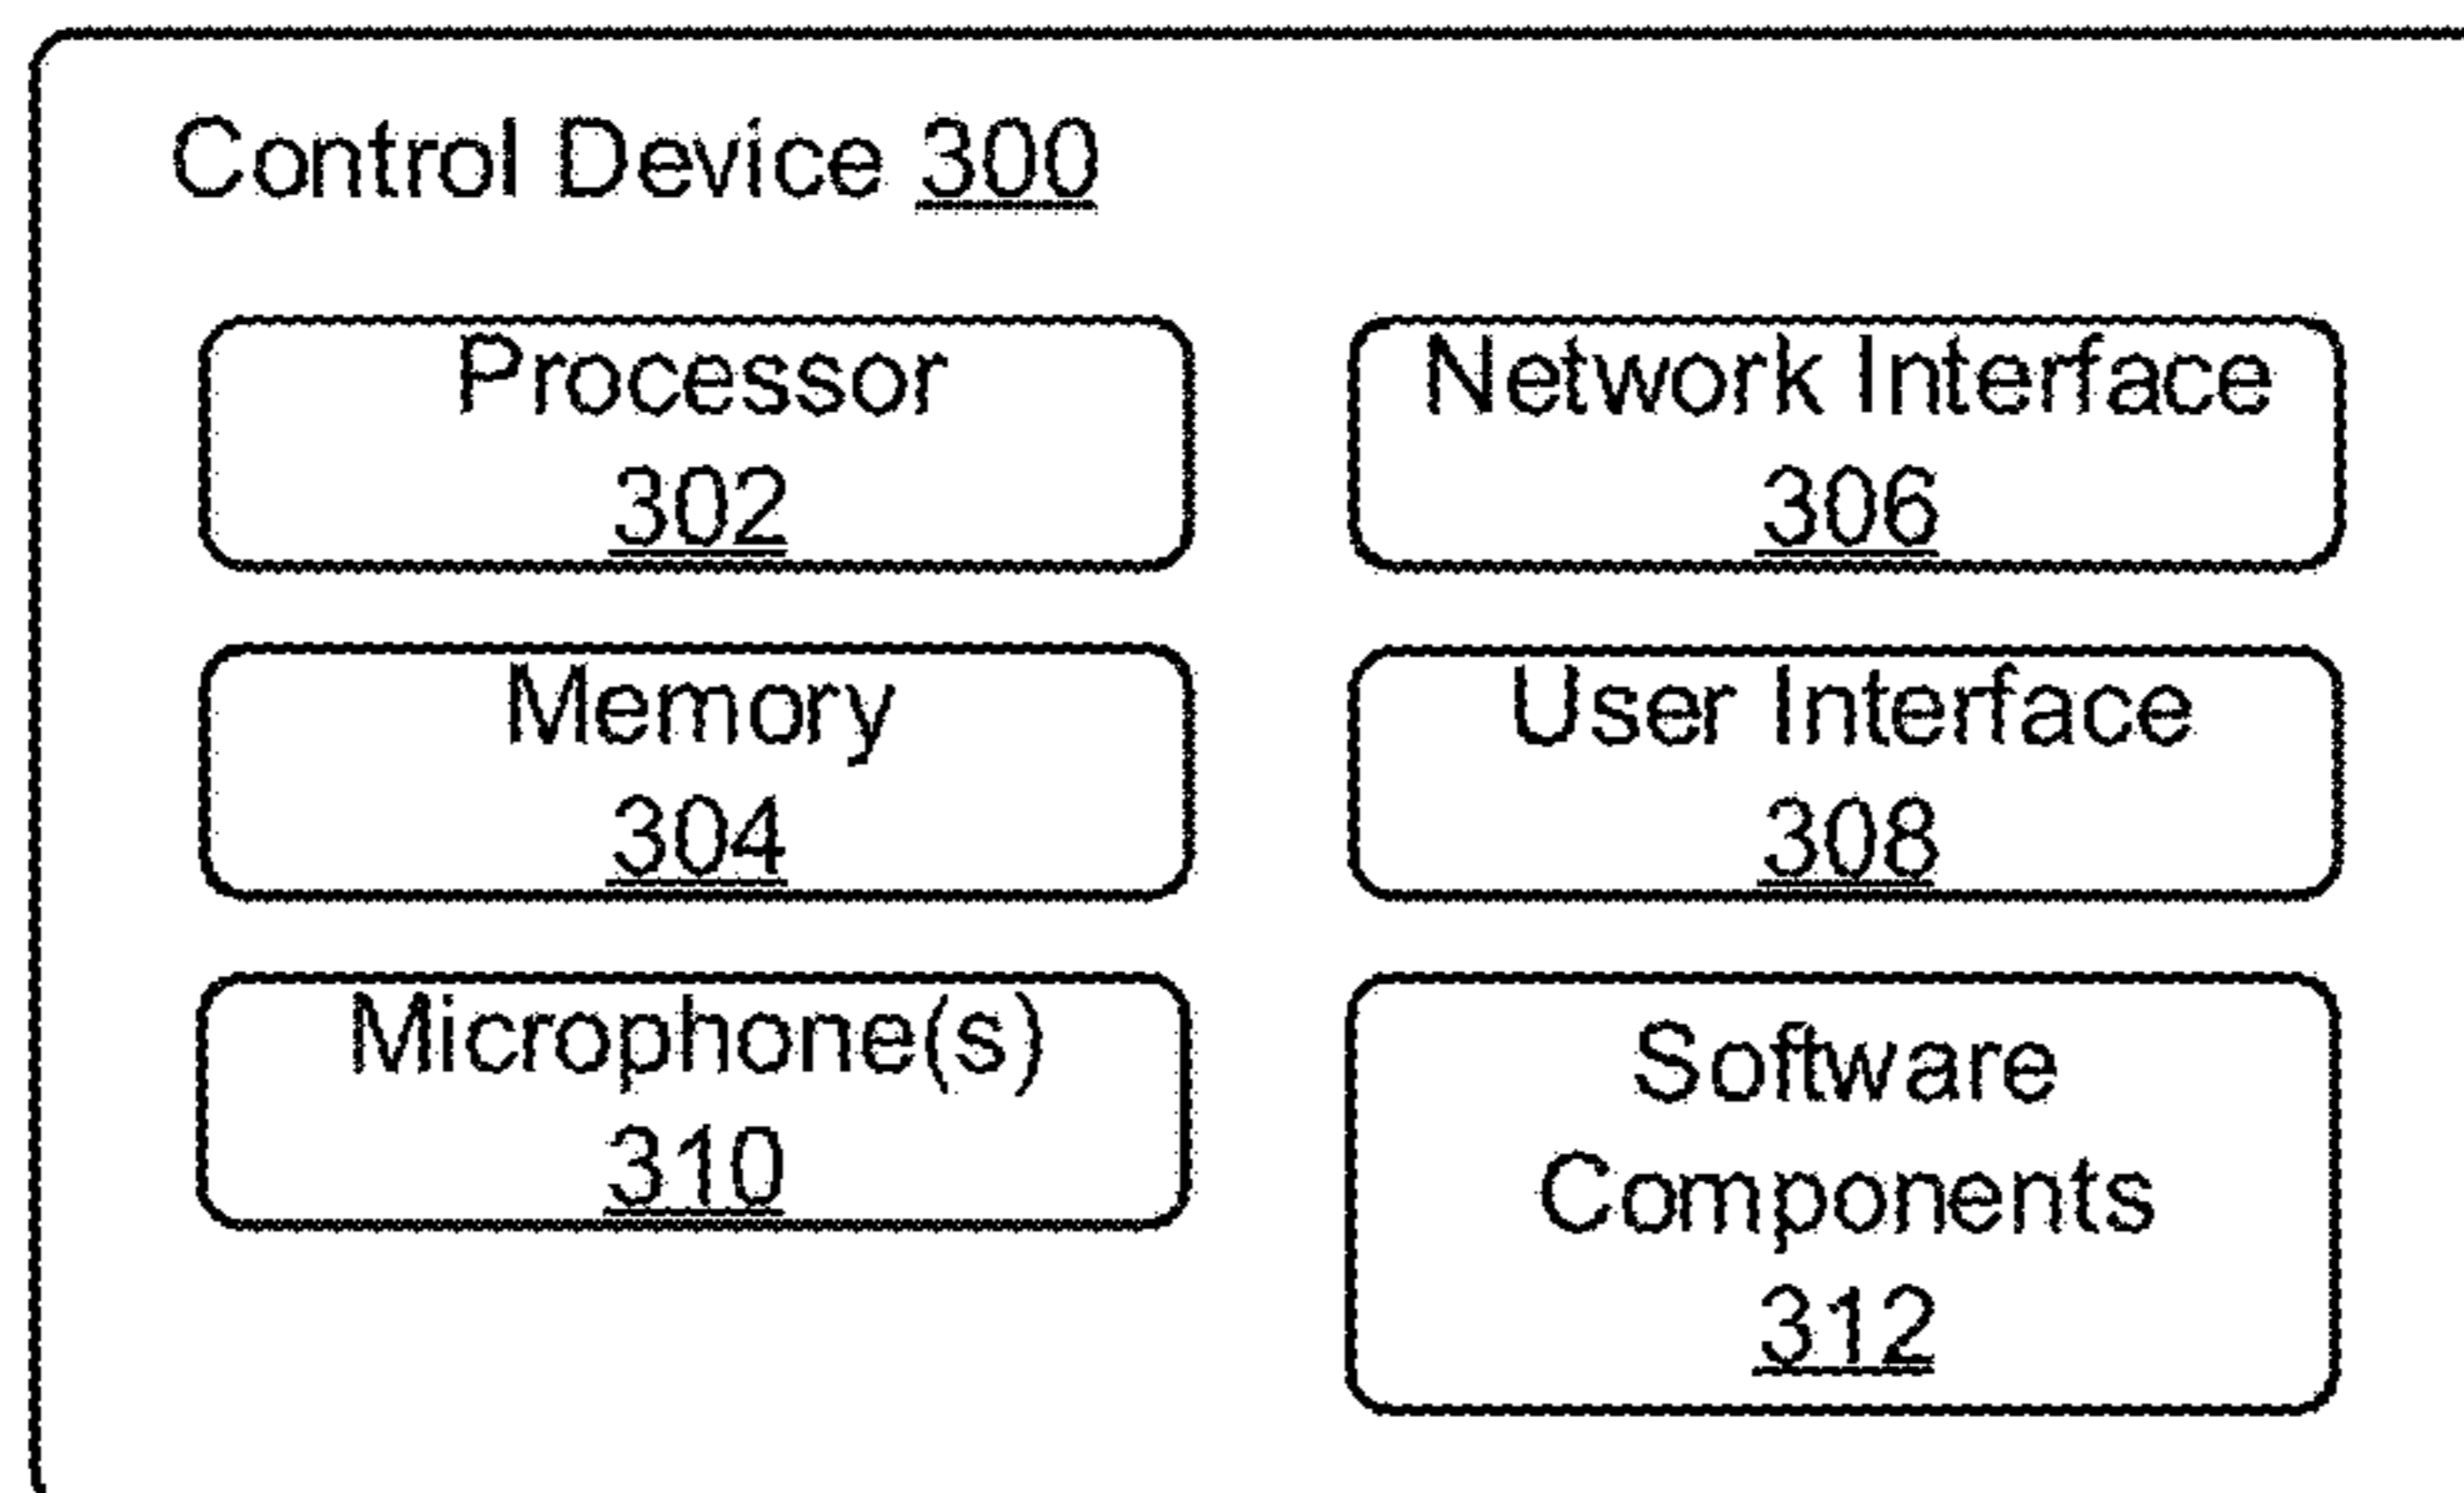 Control Device 300
Processor
302
Network Interface
306
Memory
304
User Interface
308
Microphone(s)
310
Software
Components
312